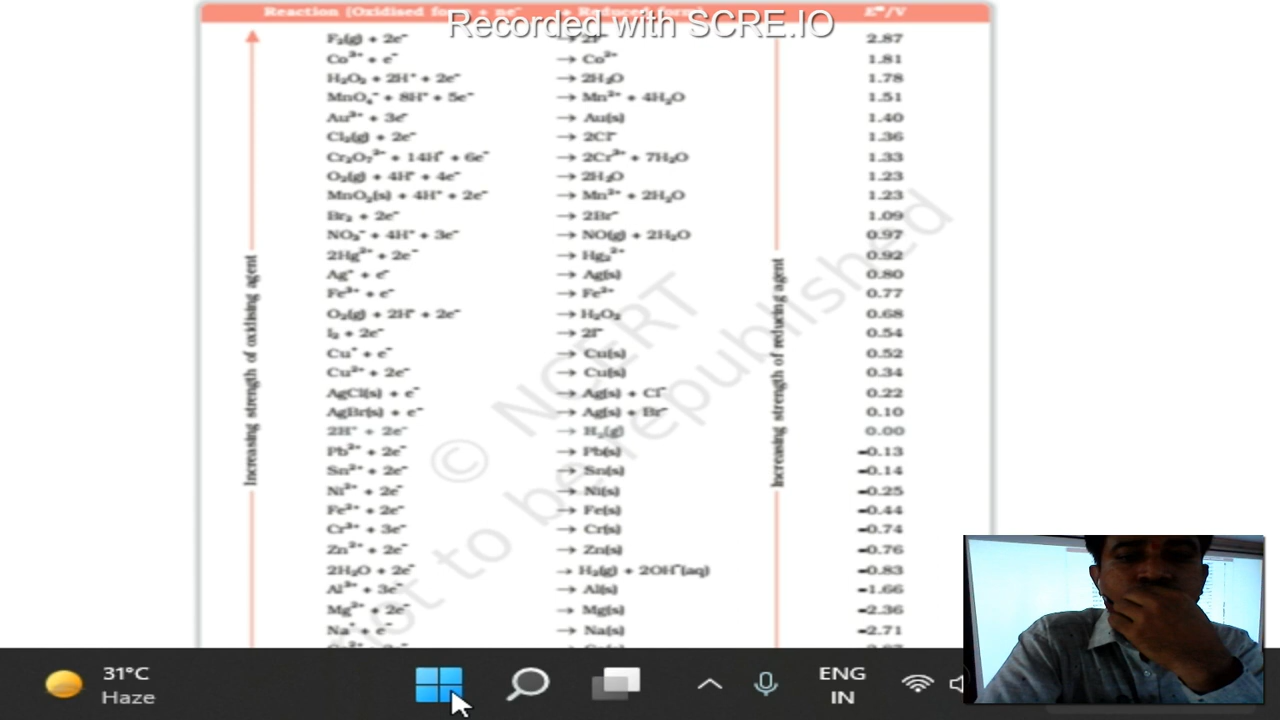 Reaction (Oxidised form + ne⁻ → Reduced form) E°/V
Recorded with SCRE.IO
F₂(g) + 2e⁻ → 2F⁻ 2.87
Co³⁺ + e⁻ → Co²⁺ 1.81
H₂O₂ + 2H⁺ + 2e⁻ → 2H₂O 1.78
MnO₄⁻ + 8H⁺ + 5e⁻ → Mn²⁺ + 4H₂O 1.51
Au³⁺ + 3e⁻ → Au(s) 1.40
Cl₂(g) + 2e⁻ → 2Cl⁻ 1.36
Cr₂O₇²⁻ + 14H⁺ + 6e⁻ → 2Cr³⁺ + 7H₂O 1.33
O₂(g) + 4H⁺ + 4e⁻ → 2H₂O 1.23
MnO₂(s) + 4H⁺ + 2e⁻ → Mn²⁺ + 2H₂O 1.23
Br₂ + 2e⁻ → 2Br⁻ 1.09
NO₃⁻ + 4H⁺ + 3e⁻ → NO(g) + 2H₂O 0.97
2Hg²⁺ + 2e⁻ → Hg₂²⁺ 0.92
Ag⁺ + e⁻ → Ag(s) 0.80
Fe³⁺ + e⁻ → Fe²⁺ 0.77
O₂(g) + 2H⁺ + 2e⁻ → H₂O₂ 0.68
I₂ + 2e⁻ → 2I⁻ 0.54
Cu⁺ + e⁻ → Cu(s) 0.52
Cu²⁺ + 2e⁻ → Cu(s) 0.34
AgCl(s) + e⁻ → Ag(s) + Cl⁻ 0.22
AgBr(s) + e⁻ → Ag(s) + Br⁻ 0.10
2H⁺ + 2e⁻ → H₂(g) 0.00
Pb²⁺ + 2e⁻ → Pb(s) –0.13
Sn²⁺ + 2e⁻ → Sn(s) –0.14
Ni²⁺ + 2e⁻ → Ni(s) –0.25
Fe²⁺ + 2e⁻ → Fe(s) –0.44
Cr³⁺ + 3e⁻ → Cr(s) –0.74
Zn²⁺ + 2e⁻ → Zn(s) –0.76
2H₂O + 2e⁻ → H₂(g) + 2OH⁻(aq) –0.83
Al³⁺ + 3e⁻ → Al(s) –1.66
Mg²⁺ + 2e⁻ → Mg(s) –2.36
Na⁺ + e⁻ → Na(s) –2.71
Increasing strength of oxidising agent
Increasing strength of reducing agent
© NCERT
not to be republished
31°C
Haze
ENG
IN